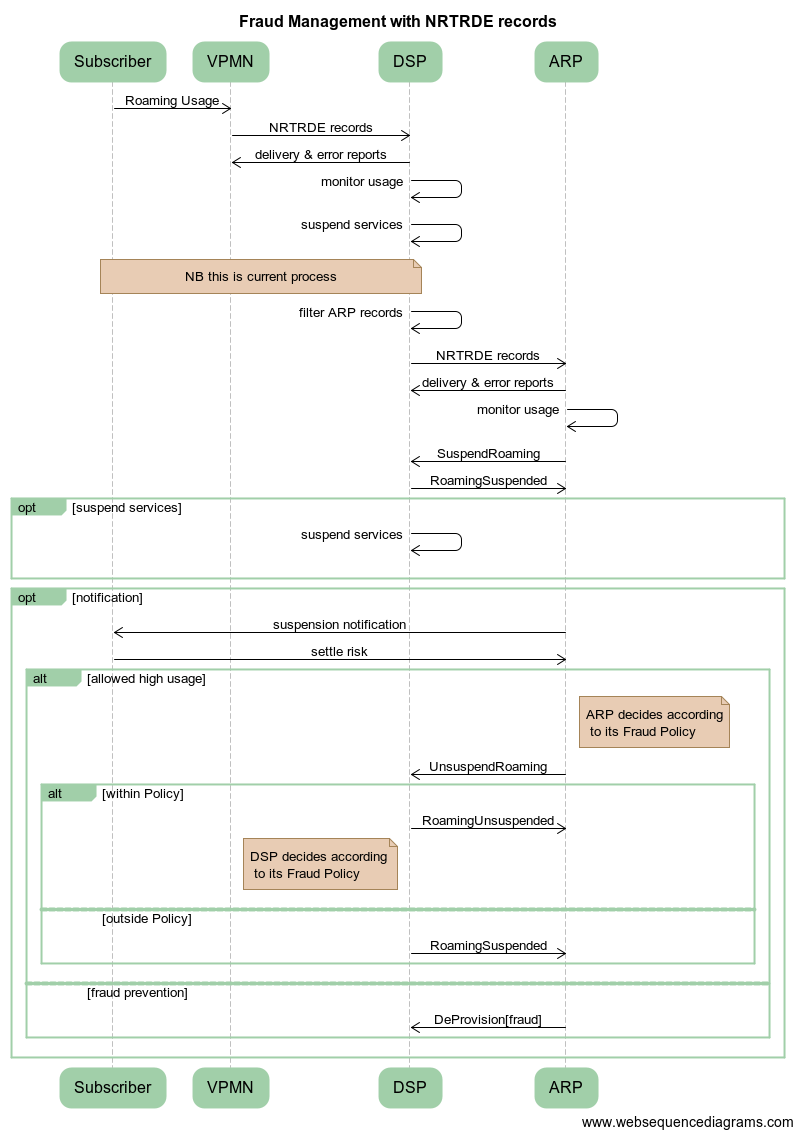 Fraud Management with NRTRDE records
Subscriber
VPMN
DSP
ARP
Roaming Usage
NRTRDE records
delivery & error reports
monitor usage
suspend services
NB this is current process
filter ARP records
NRTRDE records
delivery & error reports
monitor usage
SuspendRoaming
RoamingSuspended
opt
[suspend services]
suspend services
opt
[notification]
suspension notification
settle risk
alt
[allowed high usage]
ARP decides according
to its Fraud Policy
UnsuspendRoaming
alt
[within Policy]
RoamingUnsuspended
DSP decides according
to its Fraud Policy
[outside Policy]
RoamingSuspended
[fraud prevention]
DeProvision[fraud]
Subscriber
VPMN
DSP
ARP
www.websequencediagrams.com